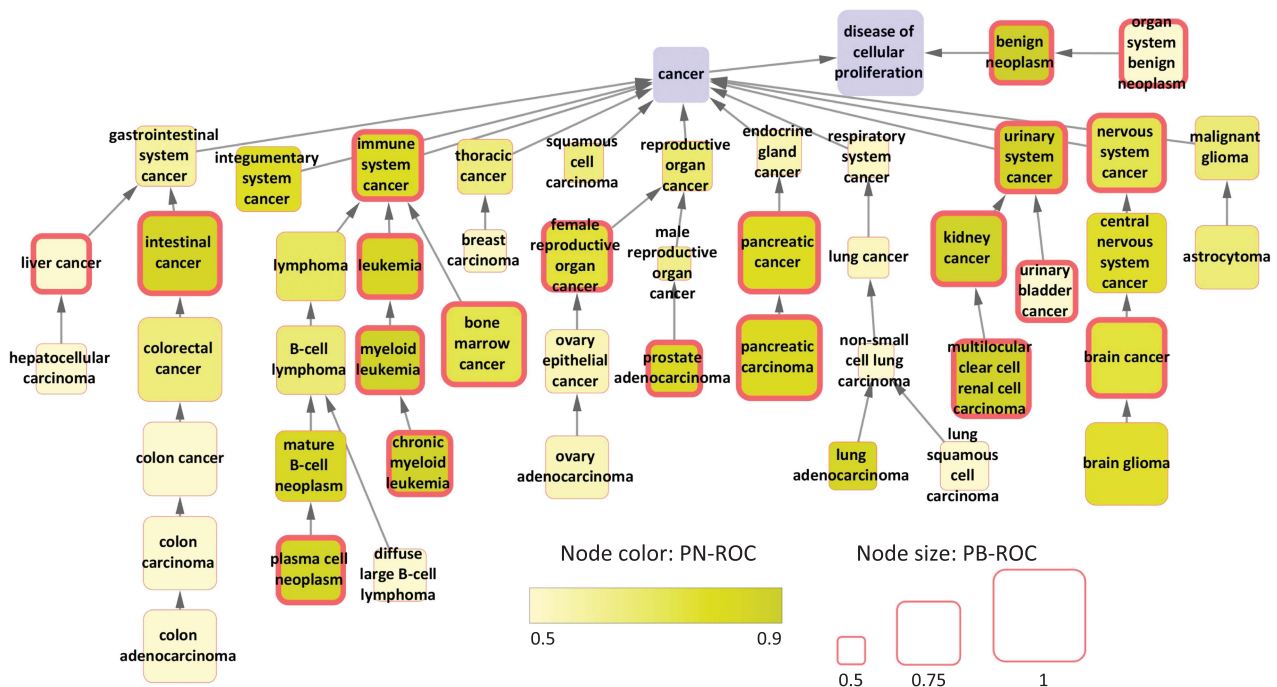 disease of
cellular
proliferation
benign
neoplasm
organ
system
benign
neoplasm
cancer
gastrointestinal
system
cancer
integumentary
system
cancer
immune
system
cancer
thoracic
cancer
squamous
cell
carcinoma
reproductive
organ
cancer
endocrine
gland
cancer
respiratory
system
cancer
urinary
system
cancer
nervous
system
cancer
malignant
glioma
liver cancer
intestinal
cancer
lymphoma
leukemia
breast
carcinoma
female
reproductive
organ
cancer
male
reproductive
organ
cancer
pancreatic
cancer
lung cancer
kidney
cancer
urinary
bladder
cancer
central
nervous
system
cancer
astrocytoma
hepatocellular
carcinoma
colorectal
cancer
B-cell
lymphoma
myeloid
leukemia
bone
marrow
cancer
ovary
epithelial
cancer
prostate
adenocarcinoma
pancreatic
carcinoma
non-small
cell lung
carcinoma
multilocular
clear cell
renal cell
carcinoma
brain cancer
colon cancer
mature
B-cell
neoplasm
chronic
myeloid
leukemia
ovary
adenocarcinoma
lung
adenocarcinoma
lung
squamous
cell
carcinoma
brain glioma
colon
carcinoma
plasma cell
neoplasm
diffuse
large B-cell
lymphoma
colon
adenocarcinoma
Node color: PN-ROC
0.5
0.9
Node size: PB-ROC
0.5
0.75
1